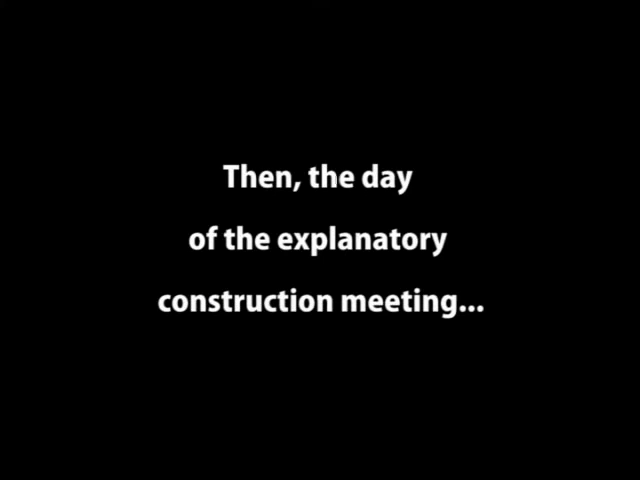 Then, the day
of the explanatory
construction meeting...